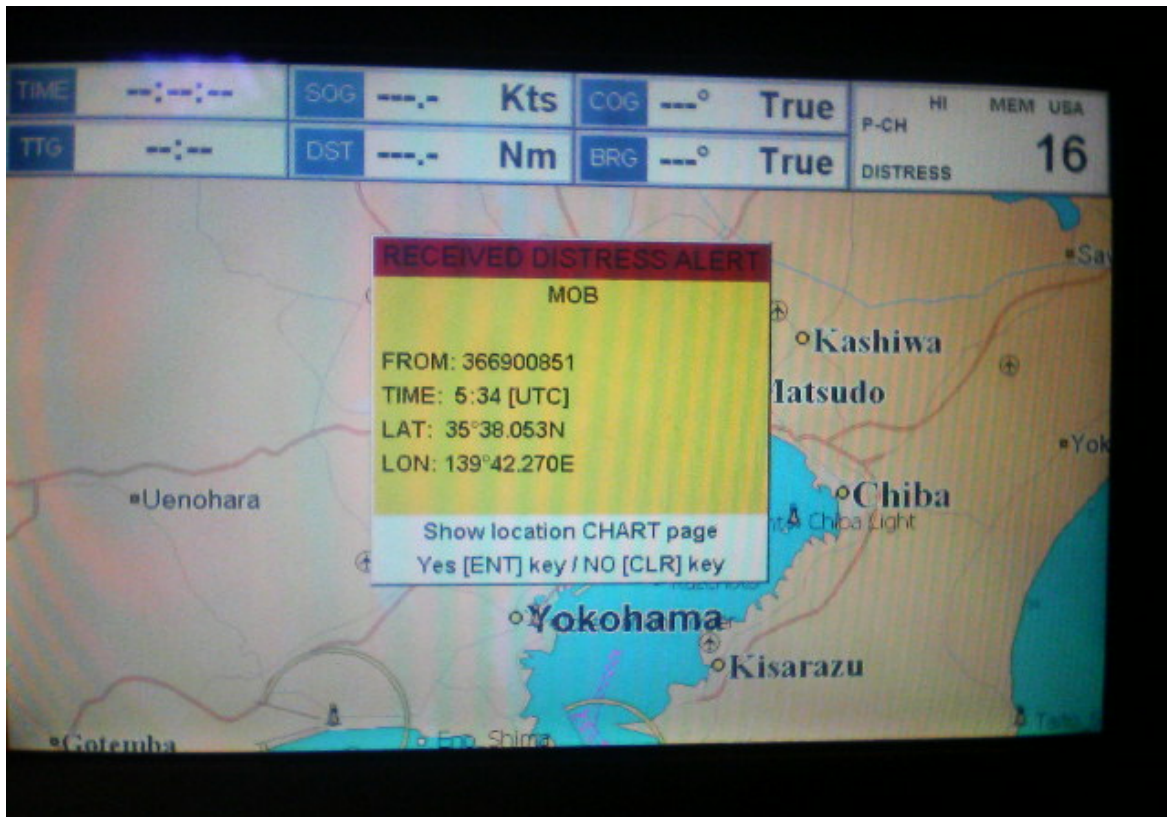 TIME --:--:-- SOG ---.- Kts COG ---° True
TTG --:-- DST ---.- Nm BRG ---° True
HI MEM USA
P-CH
16
DISTRESS
RECEIVED DISTRESS ALERT
MOB
FROM: 366900851
TIME: 5:34 [UTC]
LAT: 35°38.053N
LON: 139°42.270E
Show location CHART page
Yes [ENT] key / NO [CLR] key
Kashiwa
Uenohara
Chiba
Chiba Light
Yokohama
Kisarazu
Gotemba
Eno Shima